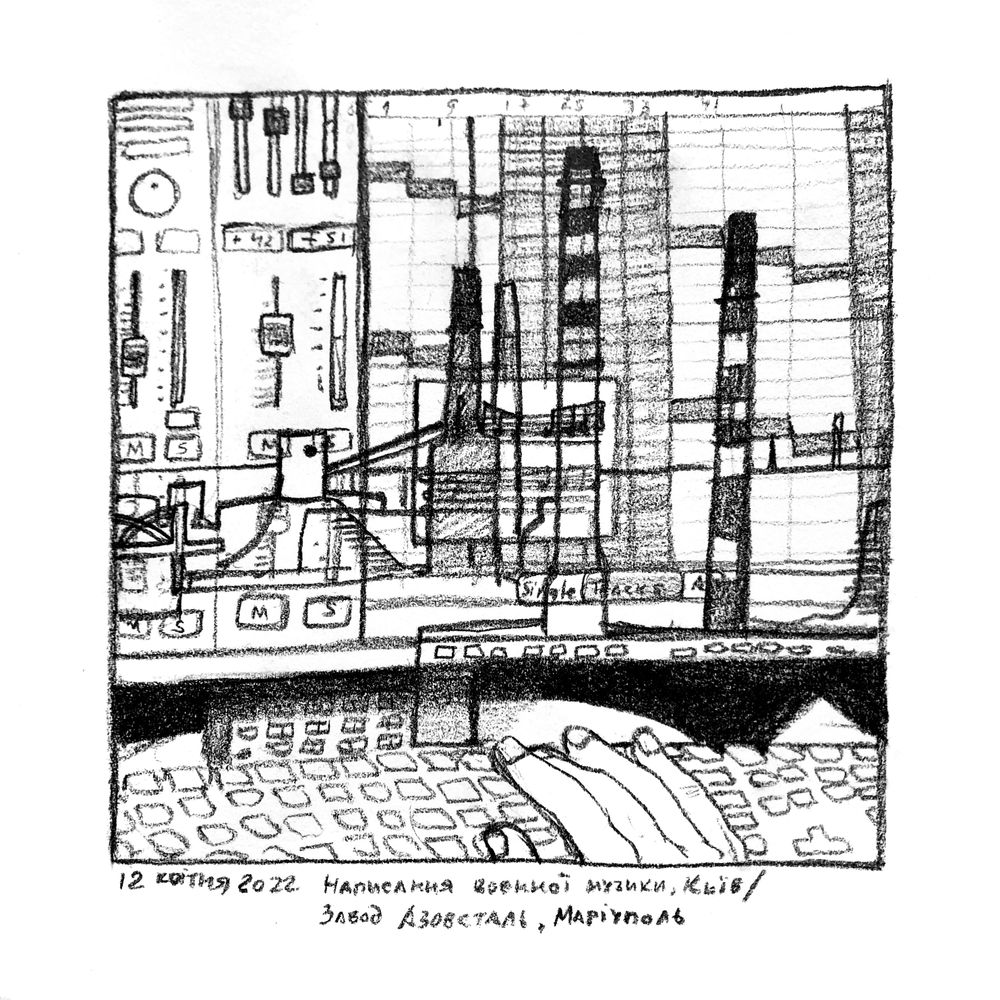 1 9 17 25 33 41
+42 -51
M S M S
Single Tracks
M S M S
12 квітня 2022 Написання воєнної музики, Київ/
Завод Азовсталь, Маріуполь